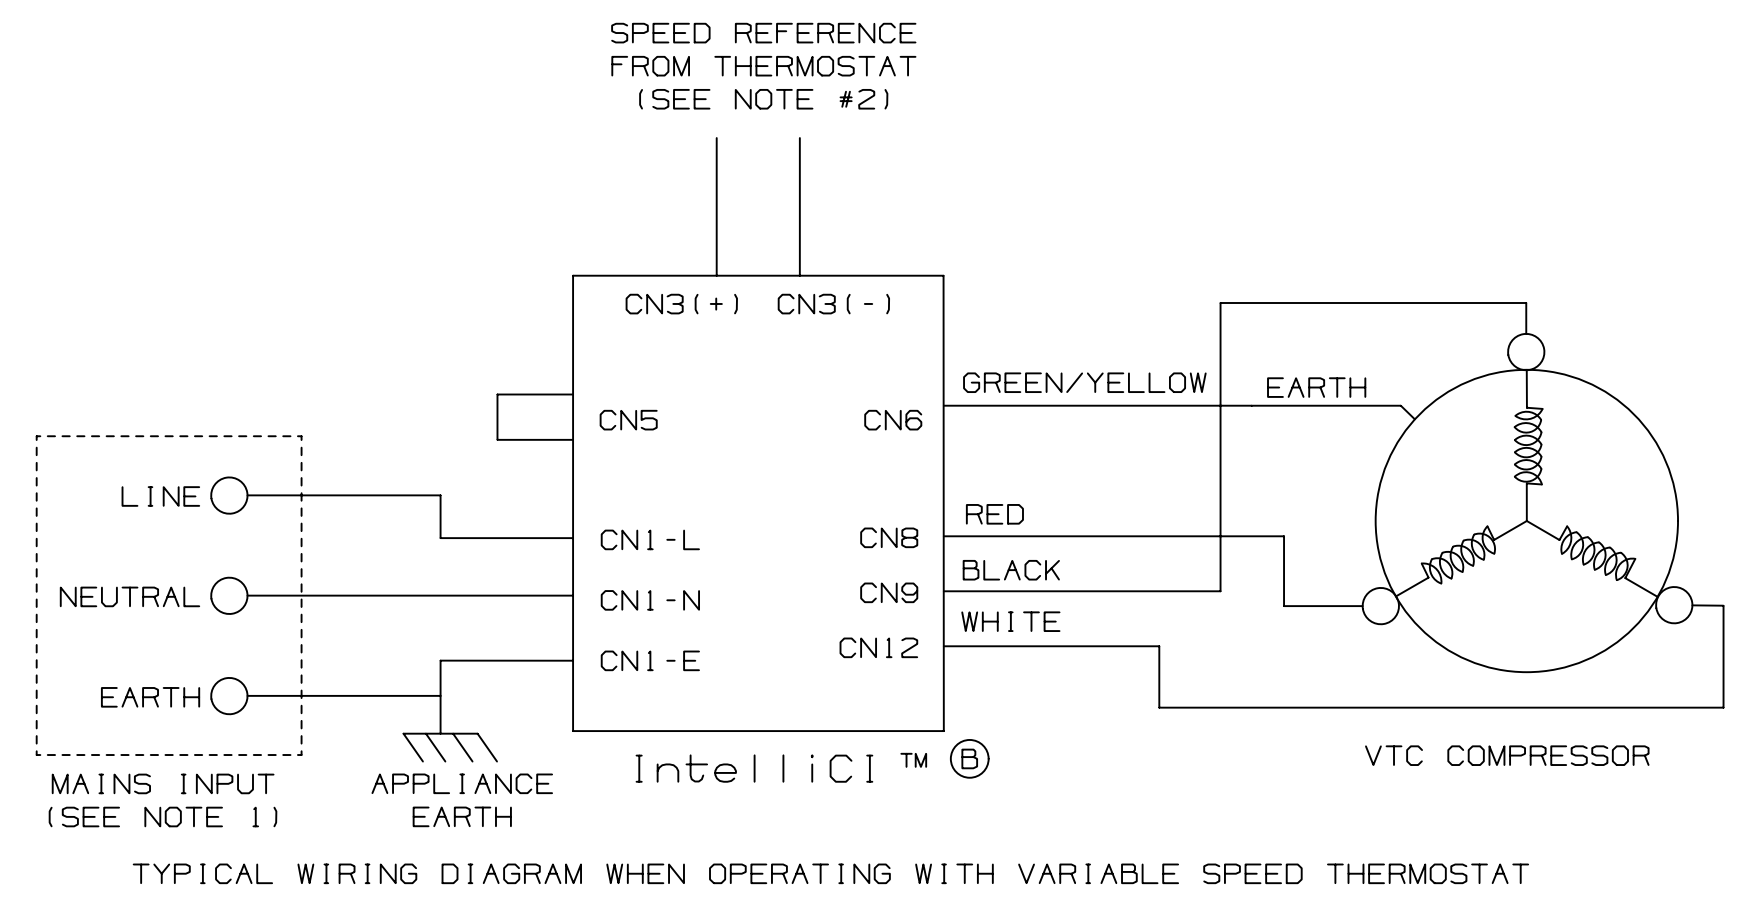 SPEED REFERENCE
FROM THERMOSTAT
(SEE NOTE #2)
CN3(+) CN3(-)
GREEN/YELLOW EARTH
CN5 CN6
LINE
RED
CN1-L CN8
BLACK
NEUTRAL CN1-N CN9
WHITE
CN1-E CN12
EARTH
IntelliCI ™ B
VTC COMPRESSOR
MAINS INPUT
(SEE NOTE 1)
APPLIANCE
EARTH
TYPICAL WIRING DIAGRAM WHEN OPERATING WITH VARIABLE SPEED THERMOSTAT